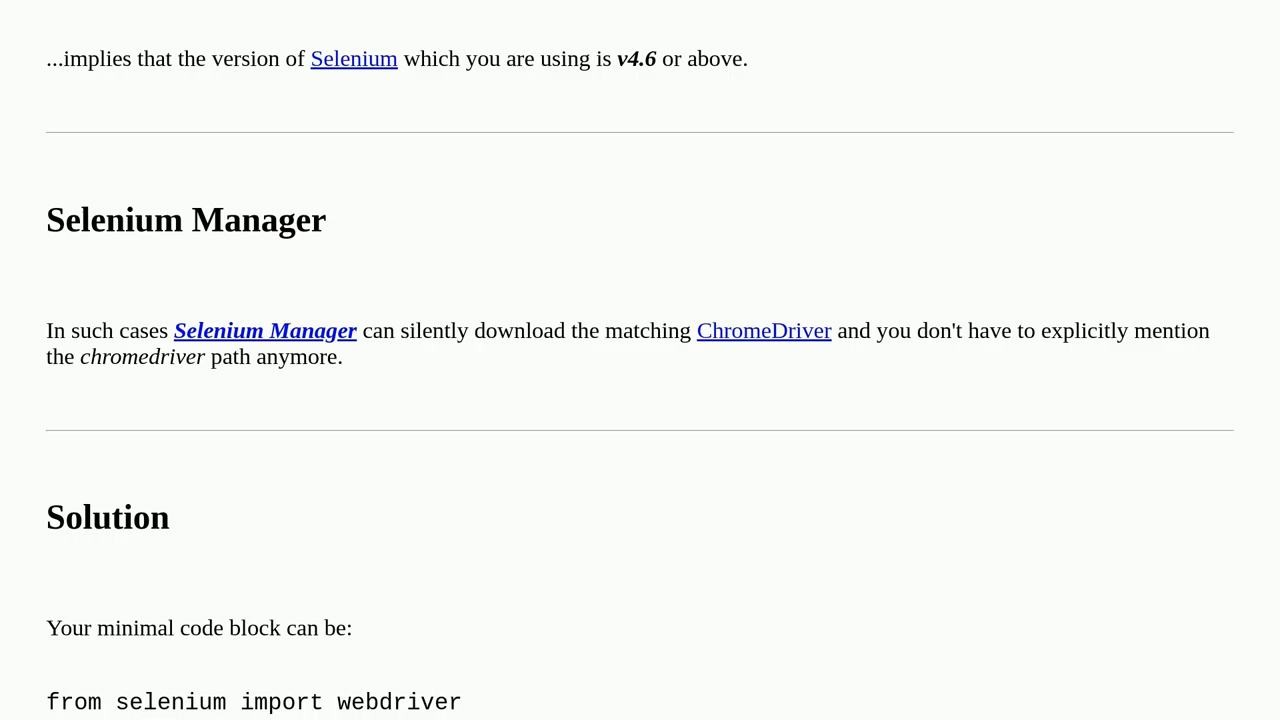 ...implies that the version of Selenium which you are using is v4.6 or above.
Selenium Manager
In such cases Selenium Manager can silently download the matching ChromeDriver and you don't have to explicitly mention
the chromedriver path anymore.
Solution
Your minimal code block can be:
from selenium import webdriver